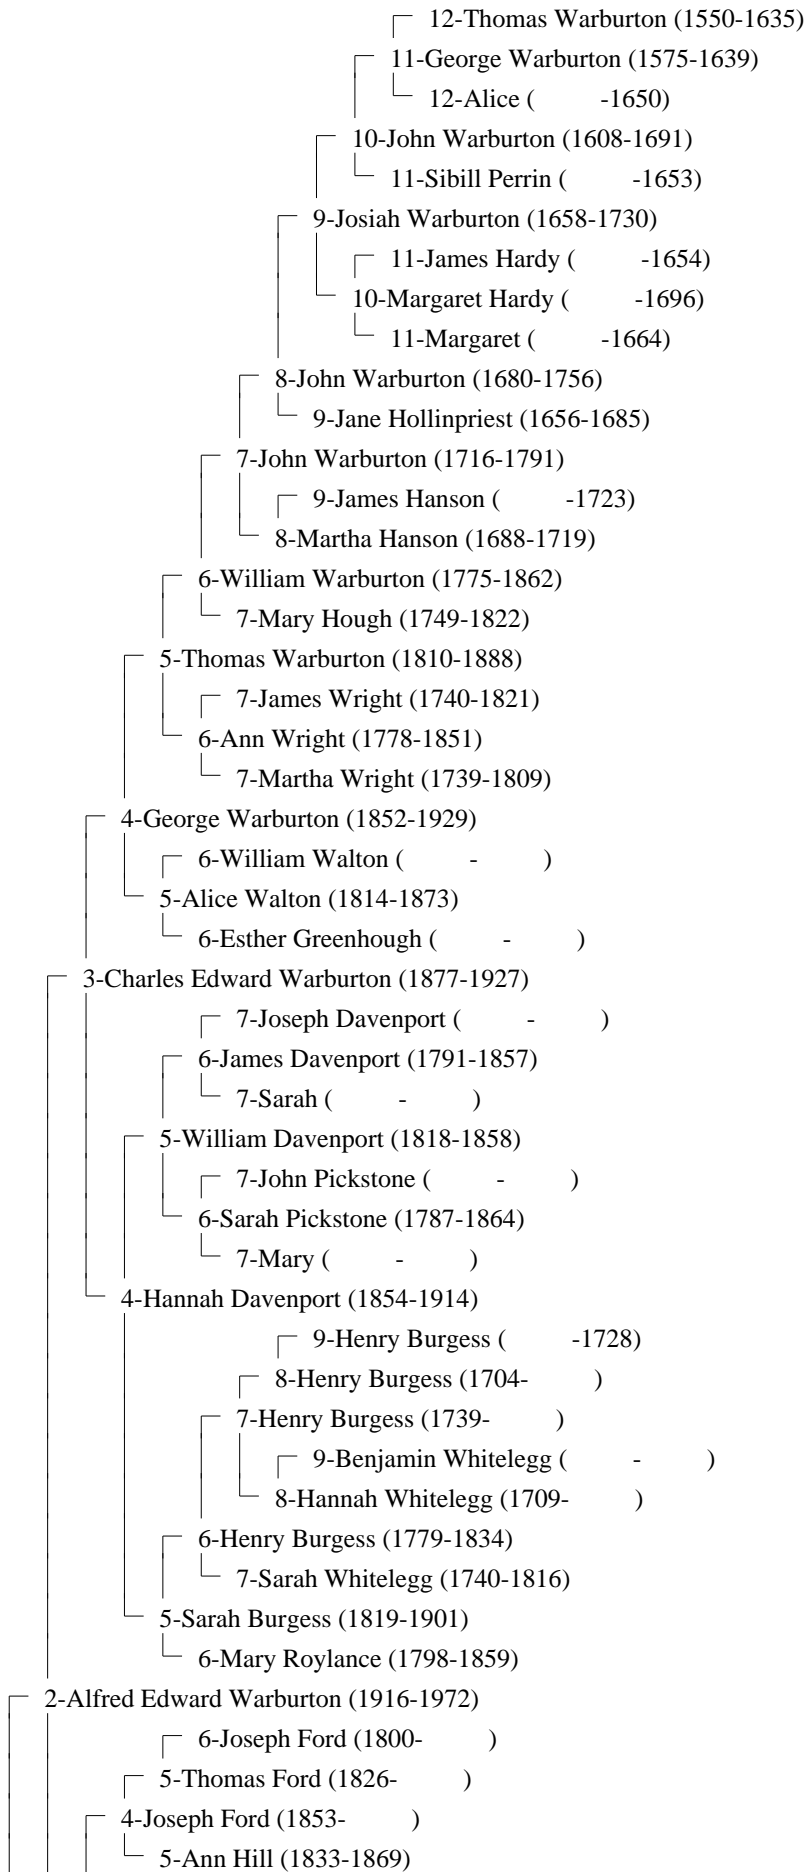 12-Thomas Warburton (1550-1635)
11-George Warburton (1575-1639)
12-Alice ( -1650)
10-John Warburton (1608-1691)
11-Sibill Perrin ( -1653)
9-Josiah Warburton (1658-1730)
11-James Hardy ( -1654)
10-Margaret Hardy ( -1696)
11-Margaret ( -1664)
8-John Warburton (1680-1756)
9-Jane Hollinpriest (1656-1685)
7-John Warburton (1716-1791)
9-James Hanson ( -1723)
8-Martha Hanson (1688-1719)
6-William Warburton (1775-1862)
7-Mary Hough (1749-1822)
5-Thomas Warburton (1810-1888)
7-James Wright (1740-1821)
6-Ann Wright (1778-1851)
7-Martha Wright (1739-1809)
4-George Warburton (1852-1929)
6-William Walton ( - )
5-Alice Walton (1814-1873)
6-Esther Greenhough ( - )
3-Charles Edward Warburton (1877-1927)
7-Joseph Davenport ( - )
6-James Davenport (1791-1857)
7-Sarah ( - )
5-William Davenport (1818-1858)
7-John Pickstone ( - )
6-Sarah Pickstone (1787-1864)
7-Mary ( - )
4-Hannah Davenport (1854-1914)
9-Henry Burgess ( -1728)
8-Henry Burgess (1704- )
7-Henry Burgess (1739- )
9-Benjamin Whitelegg ( - )
8-Hannah Whitelegg (1709- )
6-Henry Burgess (1779-1834)
7-Sarah Whitelegg (1740-1816)
5-Sarah Burgess (1819-1901)
6-Mary Roylance (1798-1859)
2-Alfred Edward Warburton (1916-1972)
6-Joseph Ford (1800- )
5-Thomas Ford (1826- )
4-Joseph Ford (1853- )
5-Ann Hill (1833-1869)